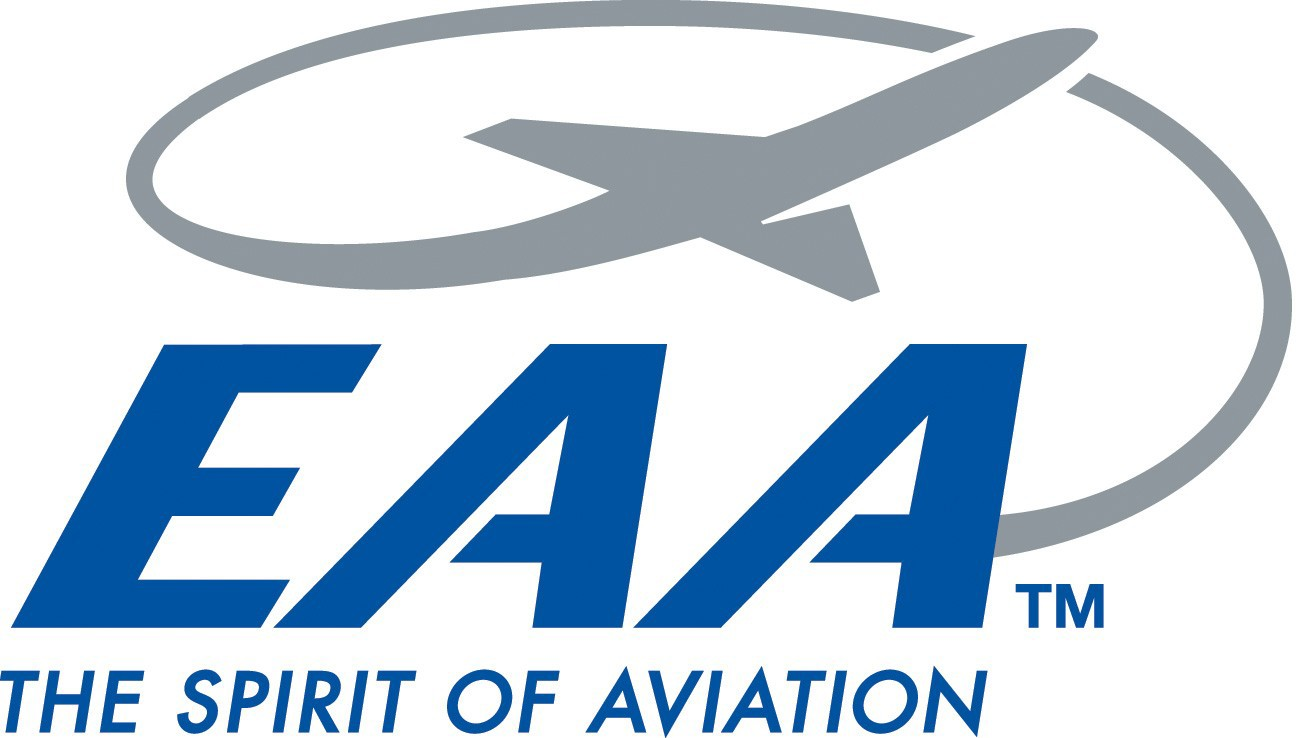 EAA™
THE SPIRIT OF AVIATION